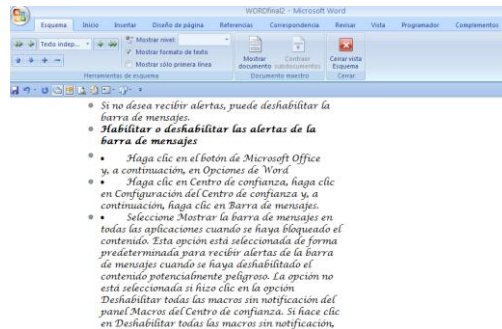 WORDfinal2 - Microsoft Word
Esquema Inicio Insertar Diseño de página Referencias Correspondencia Revisar Vista Programador Complementos
Texto indep...
Mostrar nivel:
Mostrar formato de texto
Mostrar sólo primera línea
Mostrar documento
Contraer subdocumentos
Cerrar vista Esquema
Herramientas de esquema
Documento maestro
Cerrar
Si no desea recibir alertas, puede deshabilitar la
barra de mensajes.
Habilitar o deshabilitar las alertas de la
barra de mensajes
• Haga clic en el botón de Microsoft Office
y, a continuación, en Opciones de Word
• Haga clic en Centro de confianza, haga clic
en Configuración del Centro de confianza y, a
continuación, haga clic en Barra de mensajes.
• Seleccione Mostrar la barra de mensajes en
todas las aplicaciones cuando se haya bloqueado el
contenido. Esta opción está seleccionada de forma
predeterminada para recibir alertas de la barra
de mensajes cuando se haya deshabilitado el
contenido potencialmente peligroso. La opción no
está seleccionada si hizo clic en la opción
Deshabilitar todas las macros sin notificación del
panel Macros del Centro de confianza. Si hace clic
en Deshabilitar todas las macros sin notificación,